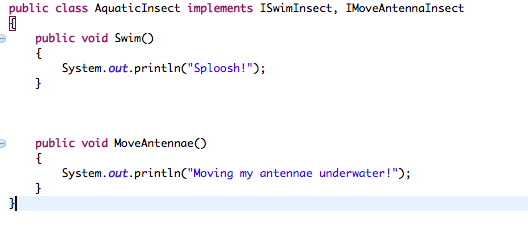 public class AquaticInsect implements ISwimInsect, IMoveAntennaInsect
{
public void Swim()
{
System.out.println("Sploosh!");
}
public void MoveAntennae()
{
System.out.println("Moving my antennae underwater!");
}
}